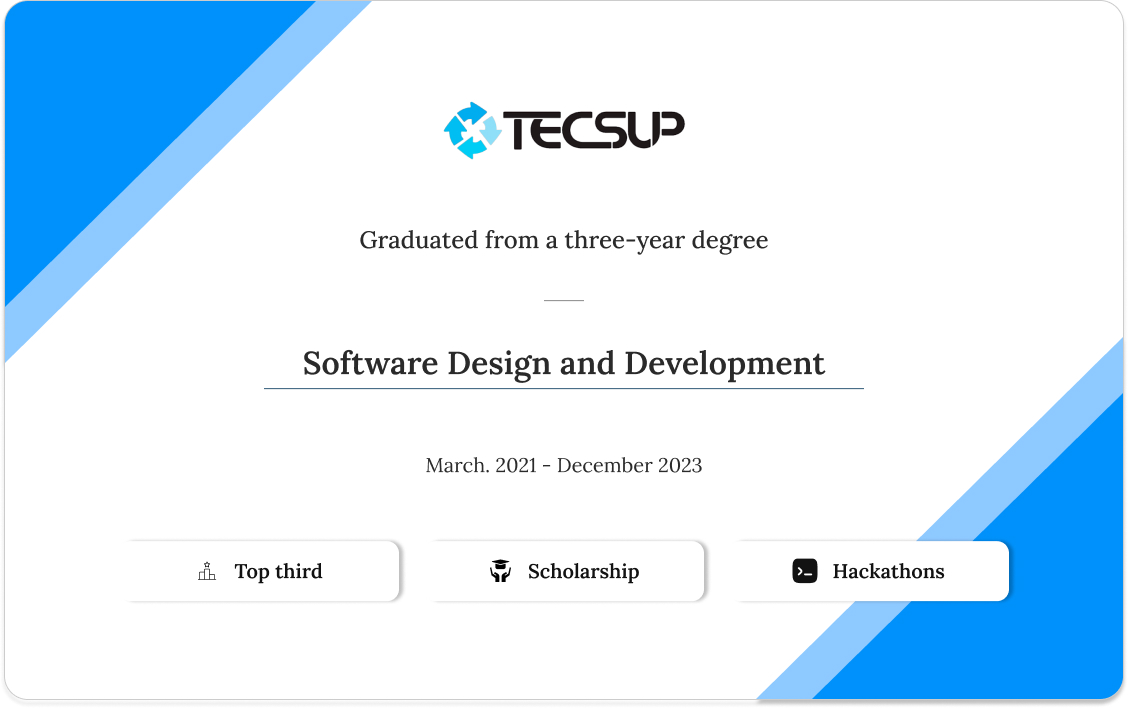 TECSUP
Graduated from a three-year degree
Software Design and Development
March. 2021 - December 2023
Top third
Scholarship
Hackathons